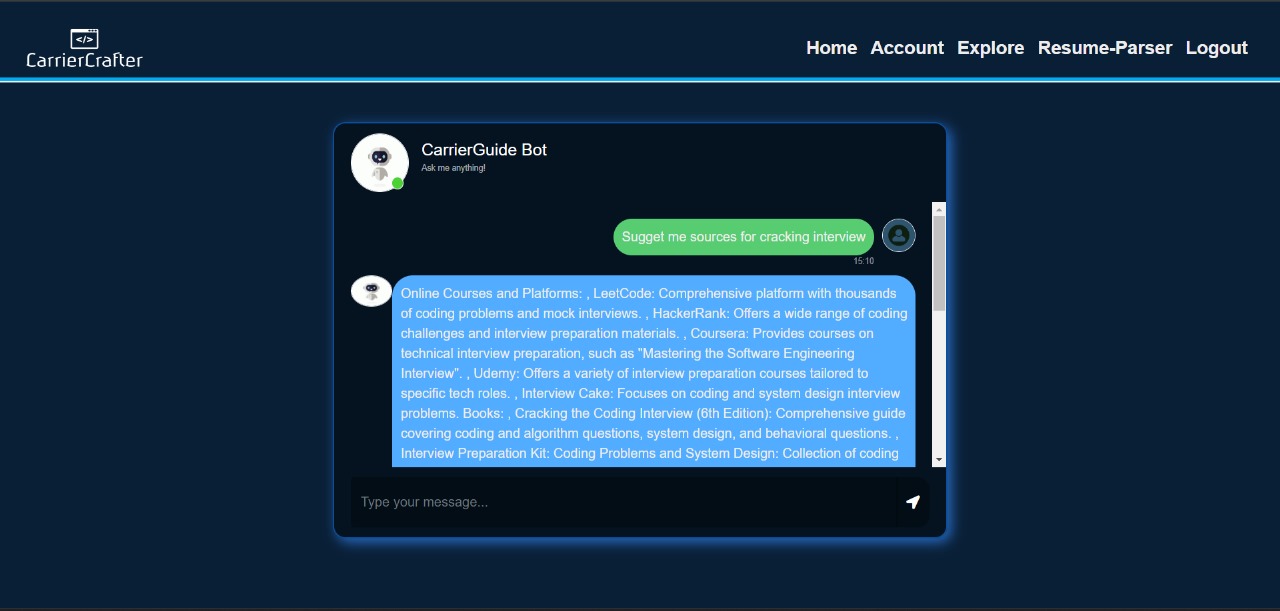 </>
CarrierCrafter
Home Account Explore Resume-Parser Logout
CarrierGuide Bot
Ask me anything!
Sugget me sources for cracking interview
15:10
Online Courses and Platforms: , LeetCode: Comprehensive platform with thousands
of coding problems and mock interviews. , HackerRank: Offers a wide range of coding
challenges and interview preparation materials. , Coursera: Provides courses on
technical interview preparation, such as "Mastering the Software Engineering
Interview". , Udemy: Offers a variety of interview preparation courses tailored to
specific tech roles. , Interview Cake: Focuses on coding and system design interview
problems. Books: , Cracking the Coding Interview (6th Edition): Comprehensive guide
covering coding and algorithm questions, system design, and behavioral questions. ,
Interview Preparation Kit: Coding Problems and System Design: Collection of coding
Type your message...